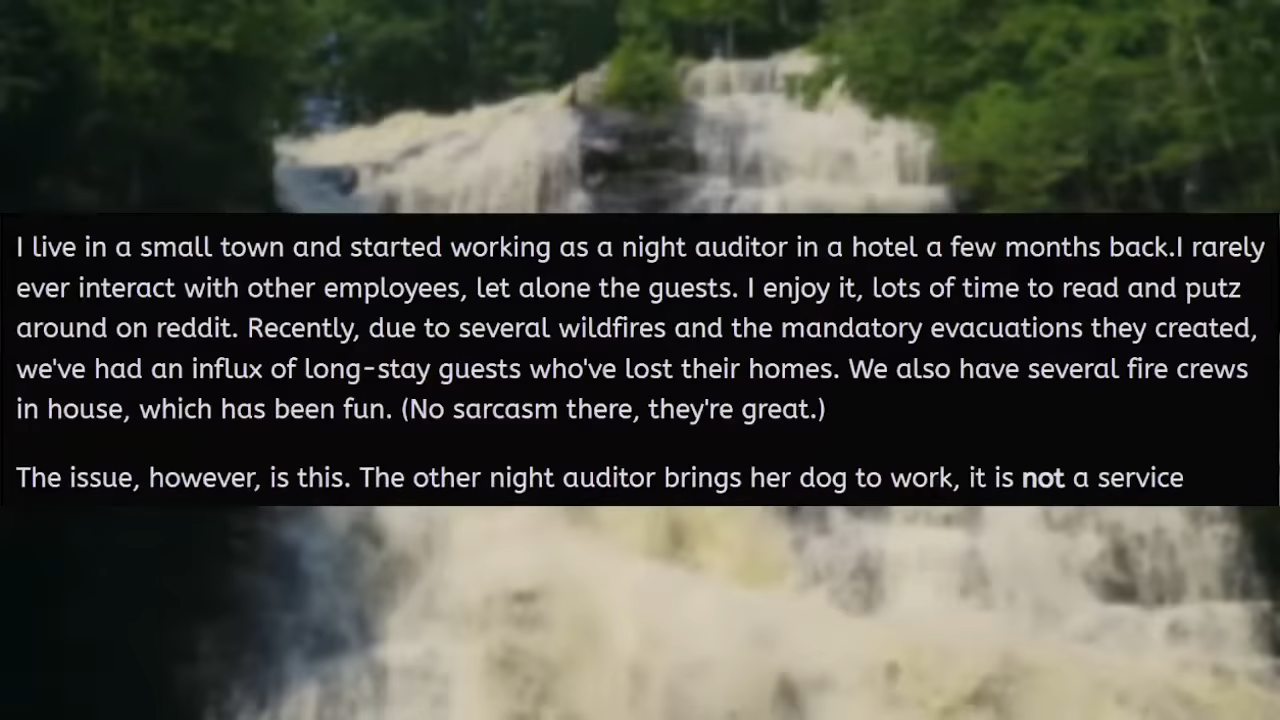 I live in a small town and started working as a night auditor in a hotel a few months back.I rarely
ever interact with other employees, let alone the guests. I enjoy it, lots of time to read and putz
around on reddit. Recently, due to several wildfires and the mandatory evacuations they created,
we've had an influx of long-stay guests who've lost their homes. We also have several fire crews
in house, which has been fun. (No sarcasm there, they're great.)
The issue, however, is this. The other night auditor brings her dog to work, it is not a service